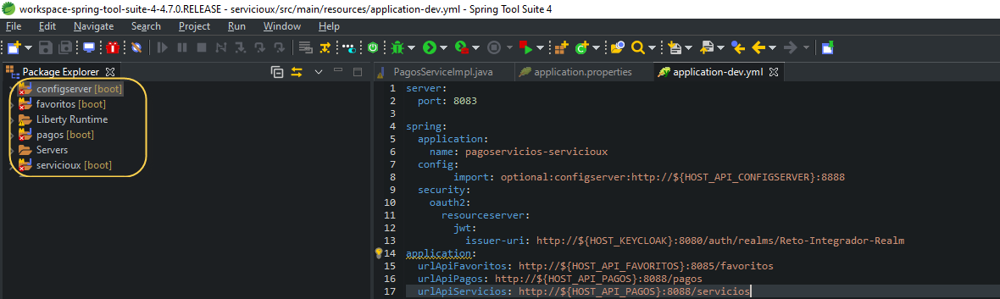 workspace-spring-tool-suite-4-4.7.0.RELEASE - servicioux/src/main/resources/application-dev.yml - Spring Tool Suite 4
File Edit Navigate Search Project Run Window Help
Package Explorer
configserver [boot]
favoritos [boot]
Liberty Runtime
pagos [boot]
Servers
servicioux [boot]
PagosServiceImpl.java application.properties application-dev.yml
1 server:
2   port: 8083
3
4 spring:
5   application:
6     name: pagoservicios-servicioux
7   config:
8         import: optional:configserver:http://${HOST_API_CONFIGSERVER}:8888
9   security:
10     oauth2:
11       resourceserver:
12         jwt:
13           issuer-uri: http://${HOST_KEYCLOAK}:8080/auth/realms/Reto-Integrador-Realm
14 application:
15   urlApiFavoritos: http://${HOST_API_FAVORITOS}:8085/favoritos
16   urlApiPagos: http://${HOST_API_PAGOS}:8088/pagos
17   urlApiServicios: http://${HOST_API_PAGOS}:8088/servicios